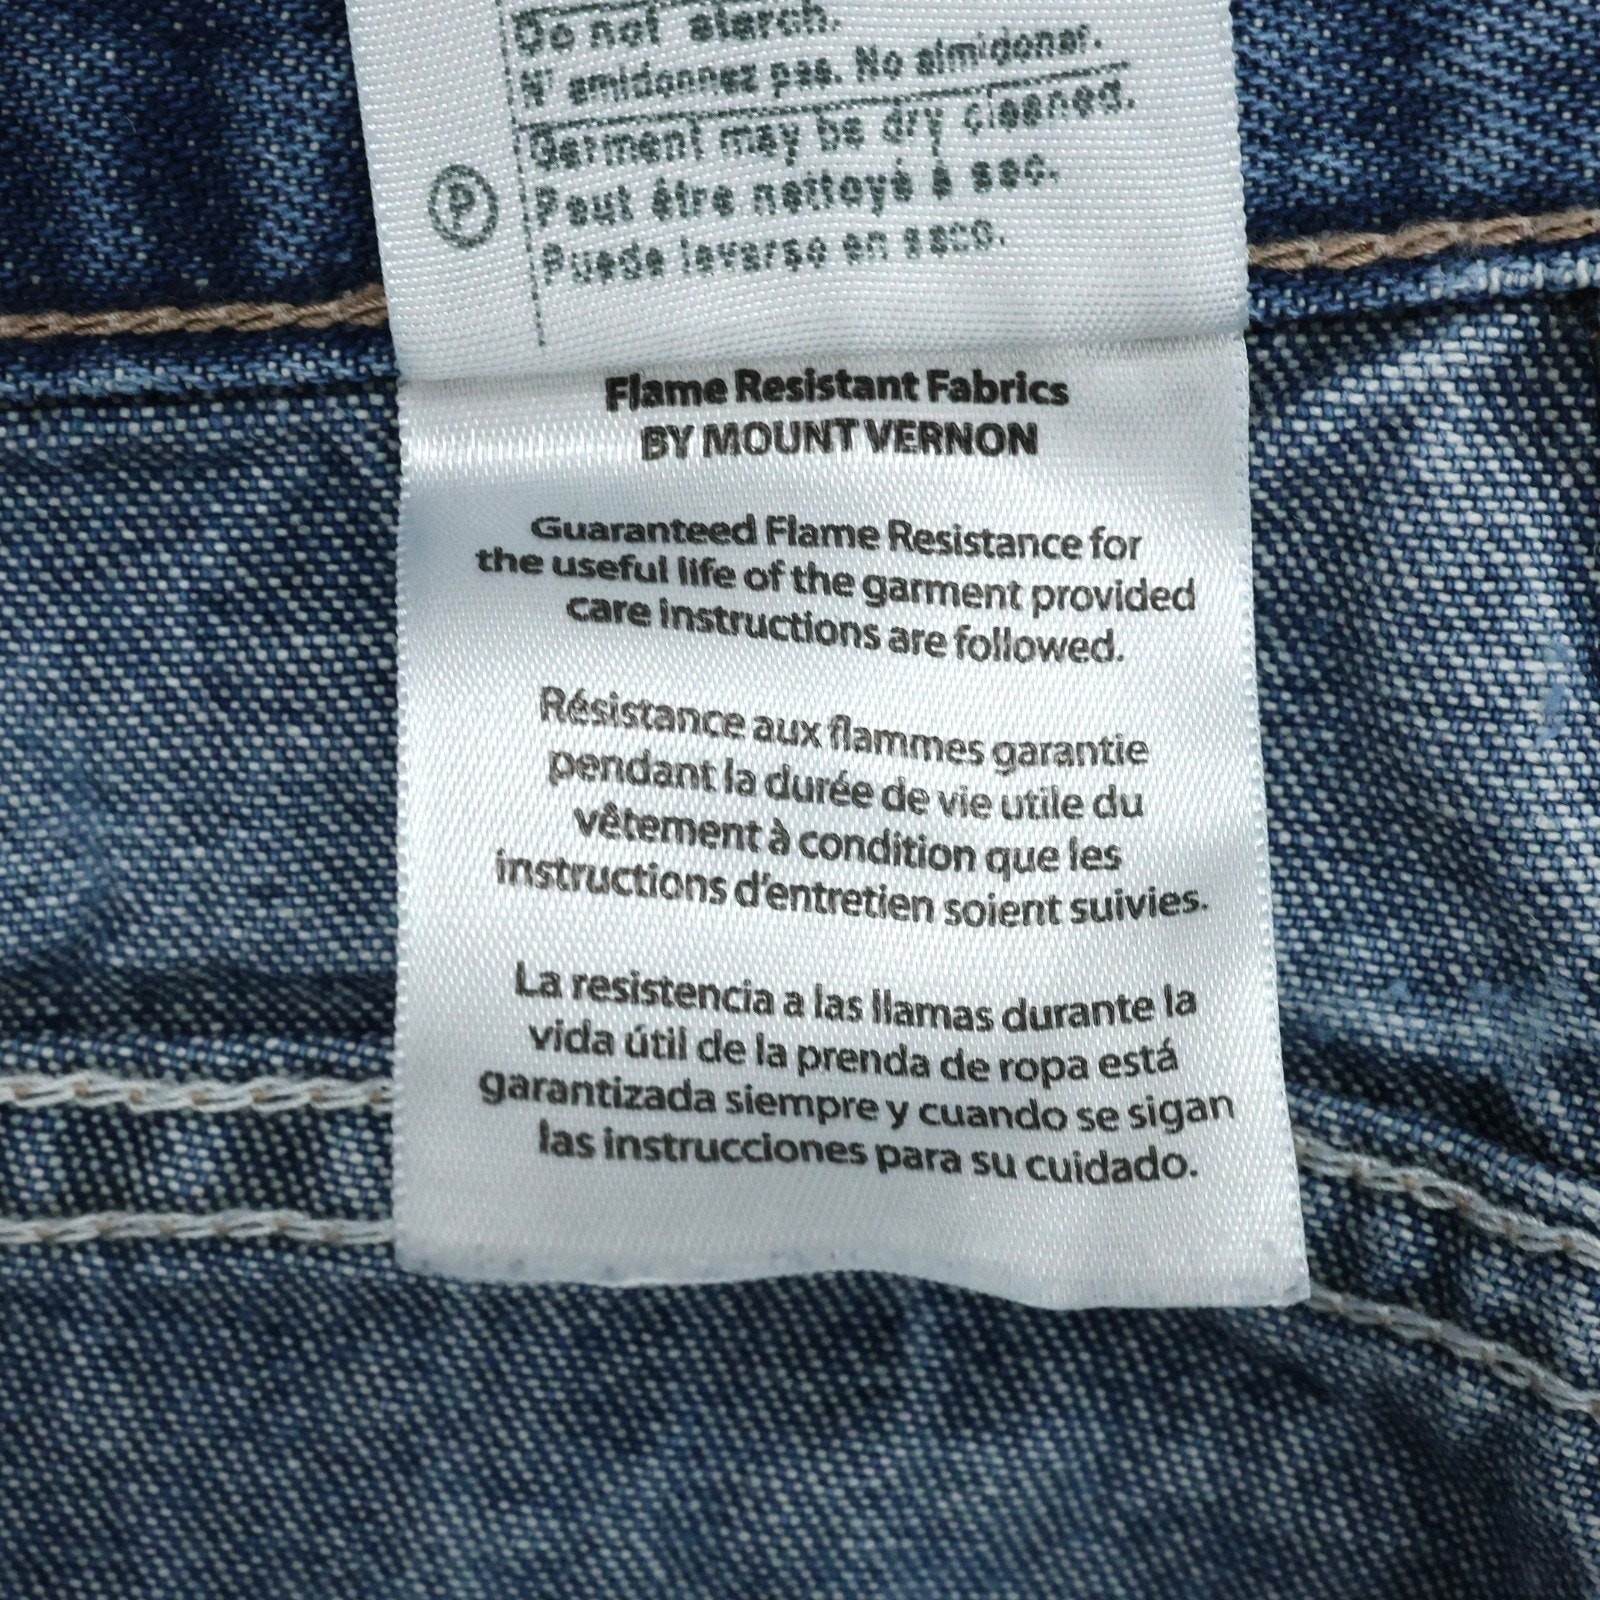 Do not starch.
N' amidonnez pas. No almidonar.
Garment may be dry cleaned.
Peut être nettoyé à sec.
P
Puede lavarse en seco.
Flame Resistant Fabrics
BY MOUNT VERNON
Guaranteed Flame Resistance for
the useful life of the garment provided
care instructions are followed.
Résistance aux flammes garantie
pendant la durée de vie utile du
vêtement à condition que les
instructions d'entretien soient suivies.
La resistencia a las llamas durante la
vida útil de la prenda de ropa está
garantizada siempre y cuando se sigan
las instrucciones para su cuidado.